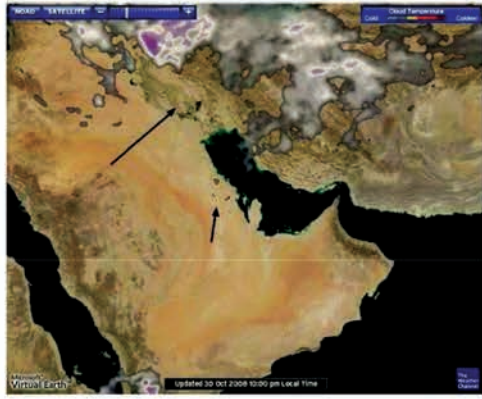 ROAD SATELLITE
Cloud Temperature
Cold Colder
Microsoft
Virtual Earth
Updated 30 Oct 2008 10:00 pm Local Time
The
Weather
Channel